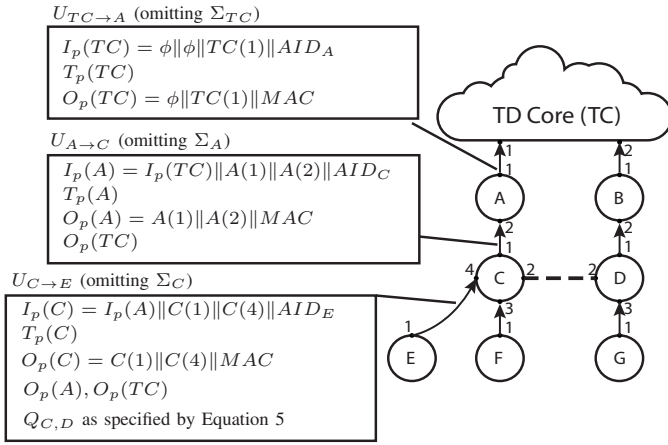 U_{TC→A} (omitting Σ_{TC})
I_p(TC) = ϕ‖ϕ‖TC(1)‖AID_A
T_p(TC)
O_p(TC) = ϕ‖TC(1)‖MAC
U_{A→C} (omitting Σ_A)
I_p(A) = I_p(TC)‖A(1)‖A(2)‖AID_C
T_p(A)
O_p(A) = A(1)‖A(2)‖MAC
O_p(TC)
U_{C→E} (omitting Σ_C)
I_p(C) = I_p(A)‖C(1)‖C(4)‖AID_E
T_p(C)
O_p(C) = C(1)‖C(4)‖MAC
O_p(A), O_p(TC)
Q_{C,D} as specified by Equation 5
TD Core (TC)
1 2
1 1
A B
2 2
1 1
4 C 2 2 D
3 3
1 1 1
E F G